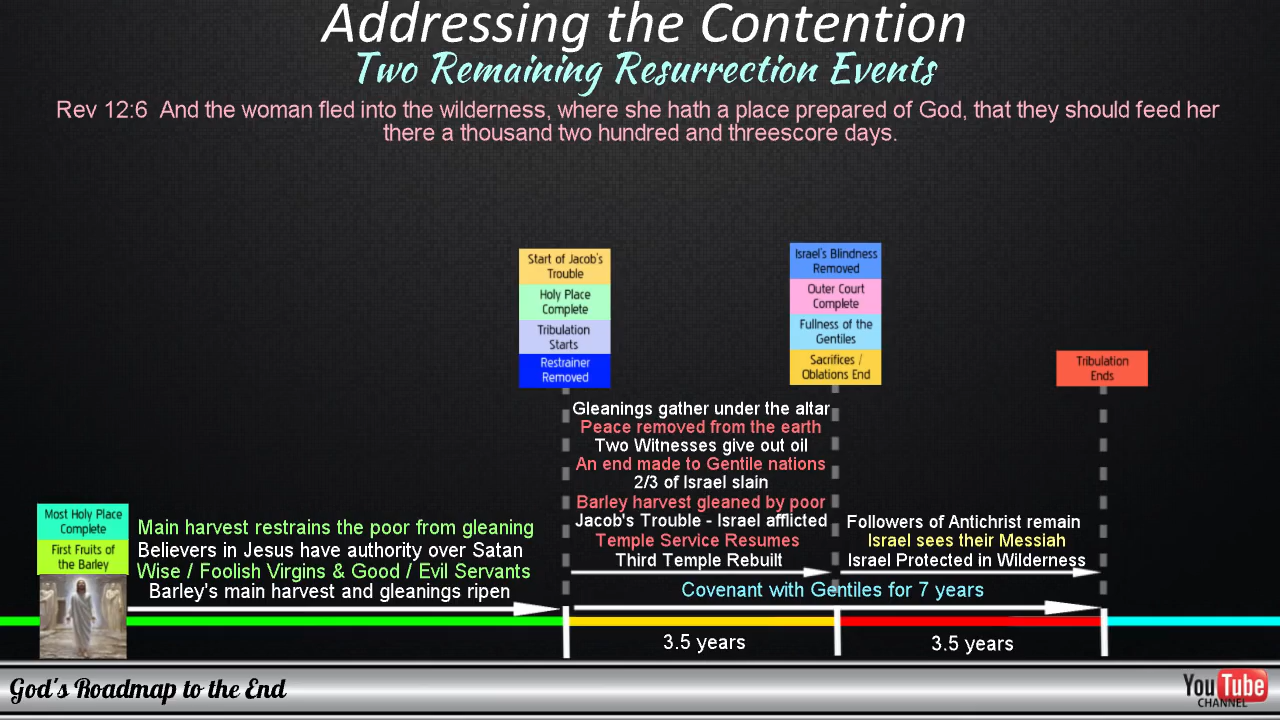 Addressing the Contention
Two Remaining Resurrection Events
Rev 12:6  And the woman fled into the wilderness, where she hath a place prepared of God, that they should feed her
there a thousand two hundred and threescore days.
Start of Jacob's
Trouble
Holy Place
Complete
Tribulation
Starts
Restrainer
Removed
Israel's Blindness
Removed
Outer Court
Complete
Fullness of the
Gentiles
Sacrifices /
Oblations End
Tribulation
Ends
Gleanings gather under the altar
Peace removed from the earth
Two Witnesses give out oil
An end made to Gentile nations
2/3 of Israel slain
Barley harvest gleaned by poor
Jacob's Trouble - Israel afflicted
Temple Service Resumes
Third Temple Rebuilt
Most Holy Place
Complete
First Fruits of
the Barley
Main harvest restrains the poor from gleaning
Believers in Jesus have authority over Satan
Wise / Foolish Virgins & Good / Evil Servants
Barley's main harvest and gleanings ripen
Followers of Antichrist remain
Israel sees their Messiah
Israel Protected in Wilderness
Covenant with Gentiles for 7 years
3.5 years
3.5 years
God's Roadmap to the End
YouTube
CHANNEL